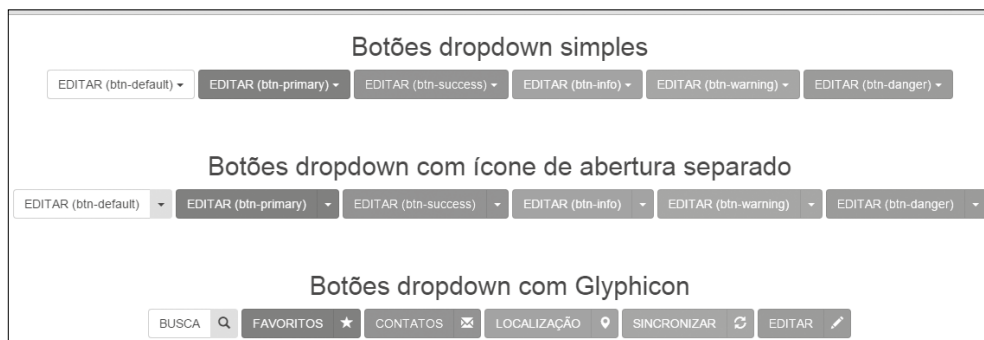 Botões dropdown simples
EDITAR (btn-default) EDITAR (btn-primary) EDITAR (btn-success) EDITAR (btn-info) EDITAR (btn-warning) EDITAR (btn-danger)
Botões dropdown com ícone de abertura separado
EDITAR (btn-default) EDITAR (btn-primary) EDITAR (btn-success) EDITAR (btn-info) EDITAR (btn-warning) EDITAR (btn-danger)
Botões dropdown com Glyphicon
BUSCA FAVORITOS CONTATOS LOCALIZAÇÃO SINCRONIZAR EDITAR